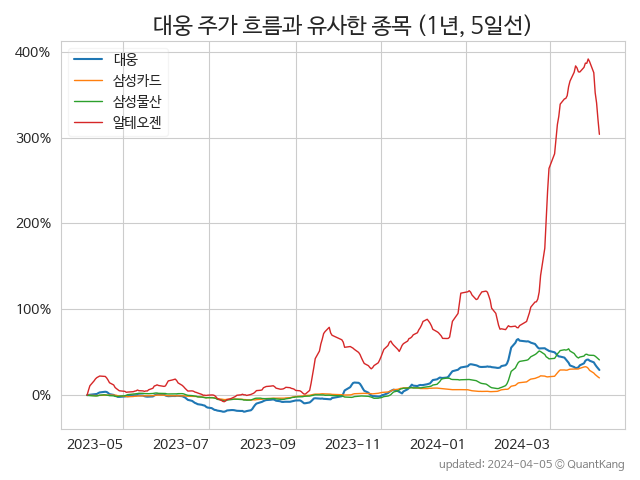 대웅 주가 흐름과 유사한 종목 (1년, 5일선)
400%
300%
200%
100%
0%
대웅
삼성카드
삼성물산
알테오젠
2023-05 2023-07 2023-09 2023-11 2024-01 2024-03
updated: 2024-04-05 © QuantKang